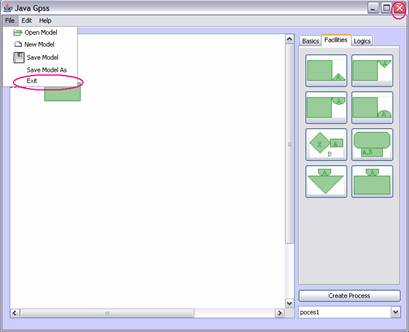 Java Gpss
File Edit Help
Open Model
New Model
Save Model
Save Model As
Exit
Basics Facilities Logics
A
A
A
A
X A
B
A,B
A
A
Create Process
poces1